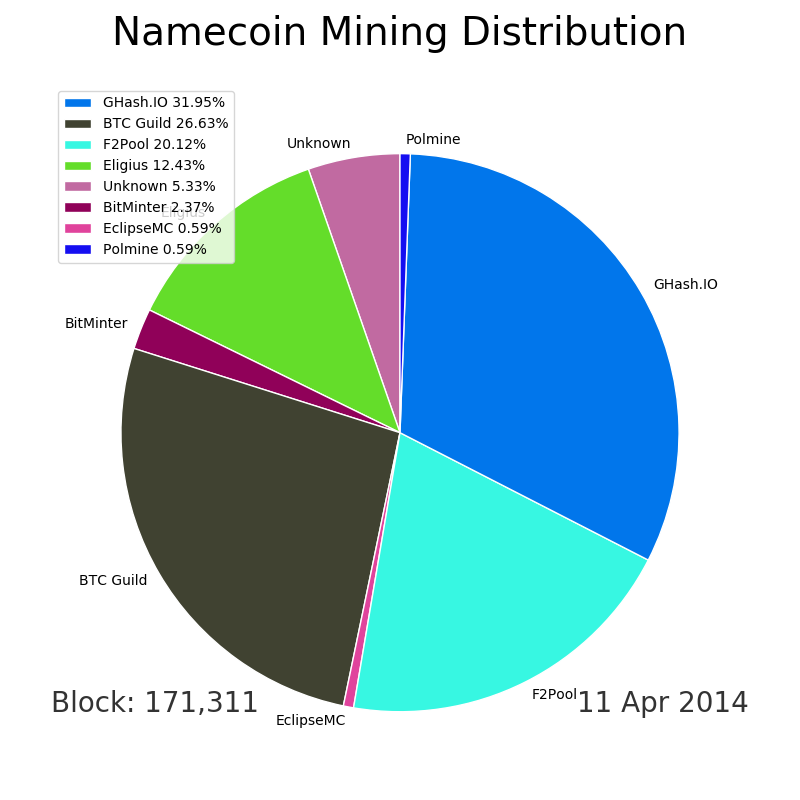 Namecoin Mining Distribution
GHash.IO 31.95%
BTC Guild 26.63%
F2Pool 20.12%
Eligius 12.43%
Unknown 5.33%
BitMinter 2.37%
EclipseMC 0.59%
Polmine 0.59%
Unknown
Polmine
Eligius
GHash.IO
BitMinter
BTC Guild
F2Pool
EclipseMC
Block: 171,311
11 Apr 2014